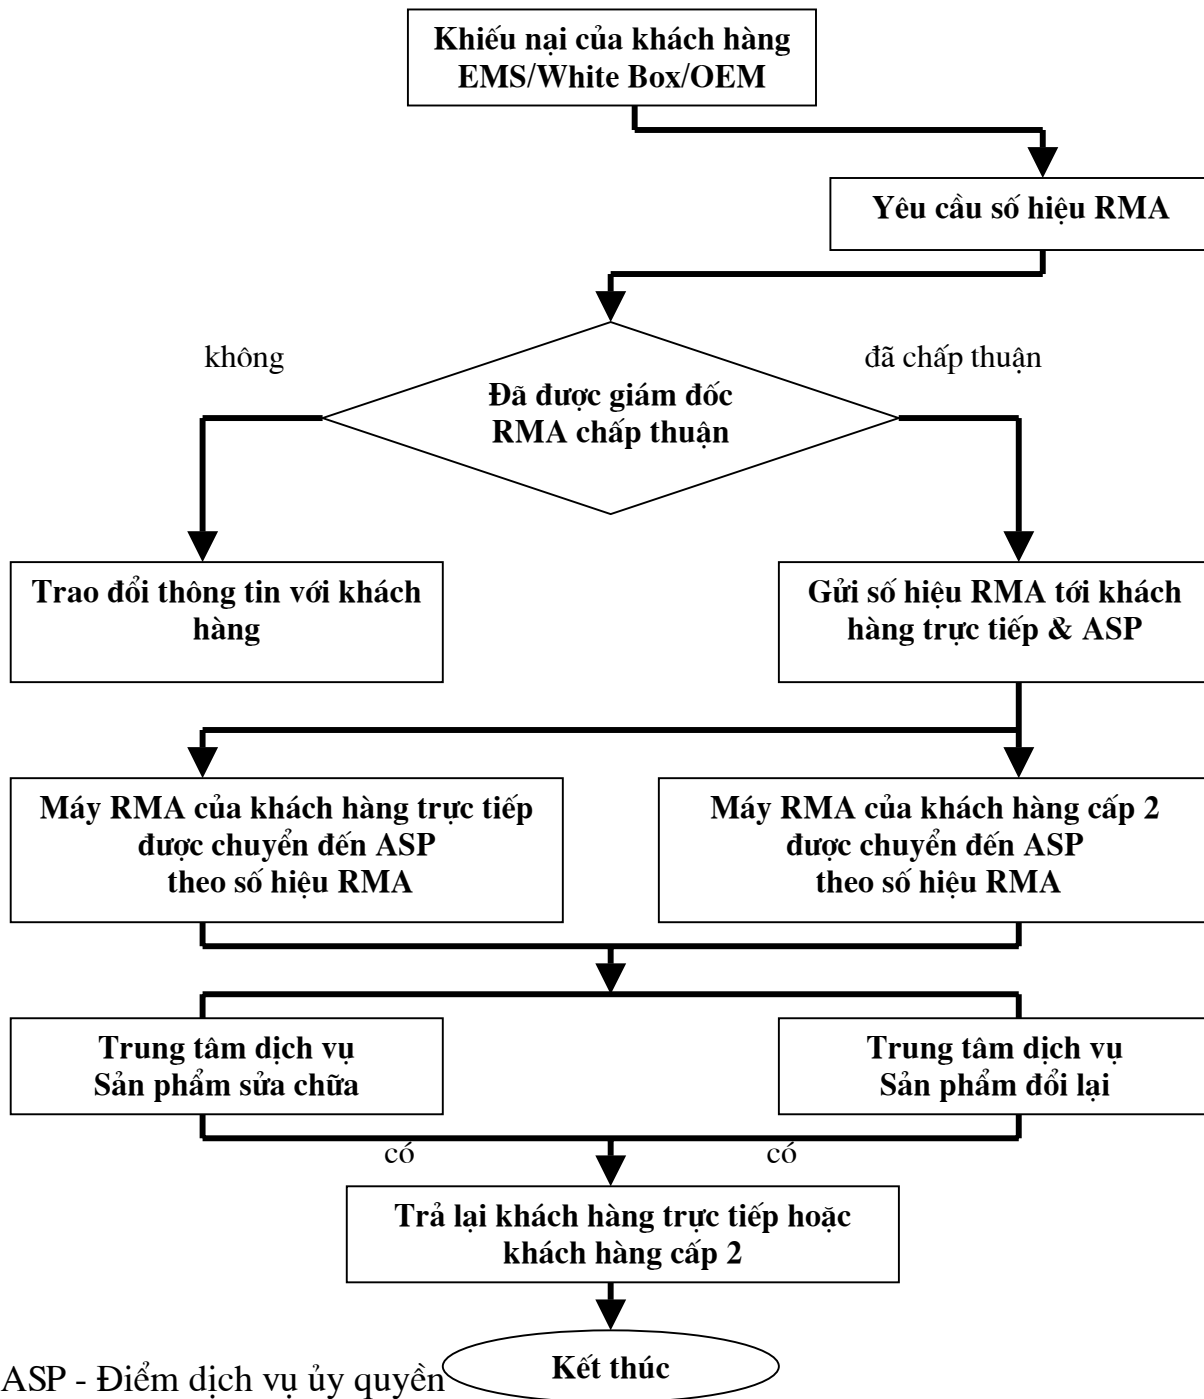 Khiếu nại của khách hàng
EMS/White Box/OEM
Yêu cầu số hiệu RMA
không
đã chấp thuận
Đã được giám đốc
RMA chấp thuận
Trao đổi thông tin với khách
hàng
Gửi số hiệu RMA tới khách
hàng trực tiếp & ASP
Máy RMA của khách hàng trực tiếp
được chuyển đến ASP
theo số hiệu RMA
Máy RMA của khách hàng cấp 2
được chuyển đến ASP
theo số hiệu RMA
Trung tâm dịch vụ
Sản phẩm sửa chữa
Trung tâm dịch vụ
Sản phẩm đổi lại
có
có
Trả lại khách hàng trực tiếp hoặc
khách hàng cấp 2
Kết thúc
ASP - Điểm dịch vụ ủy quyền